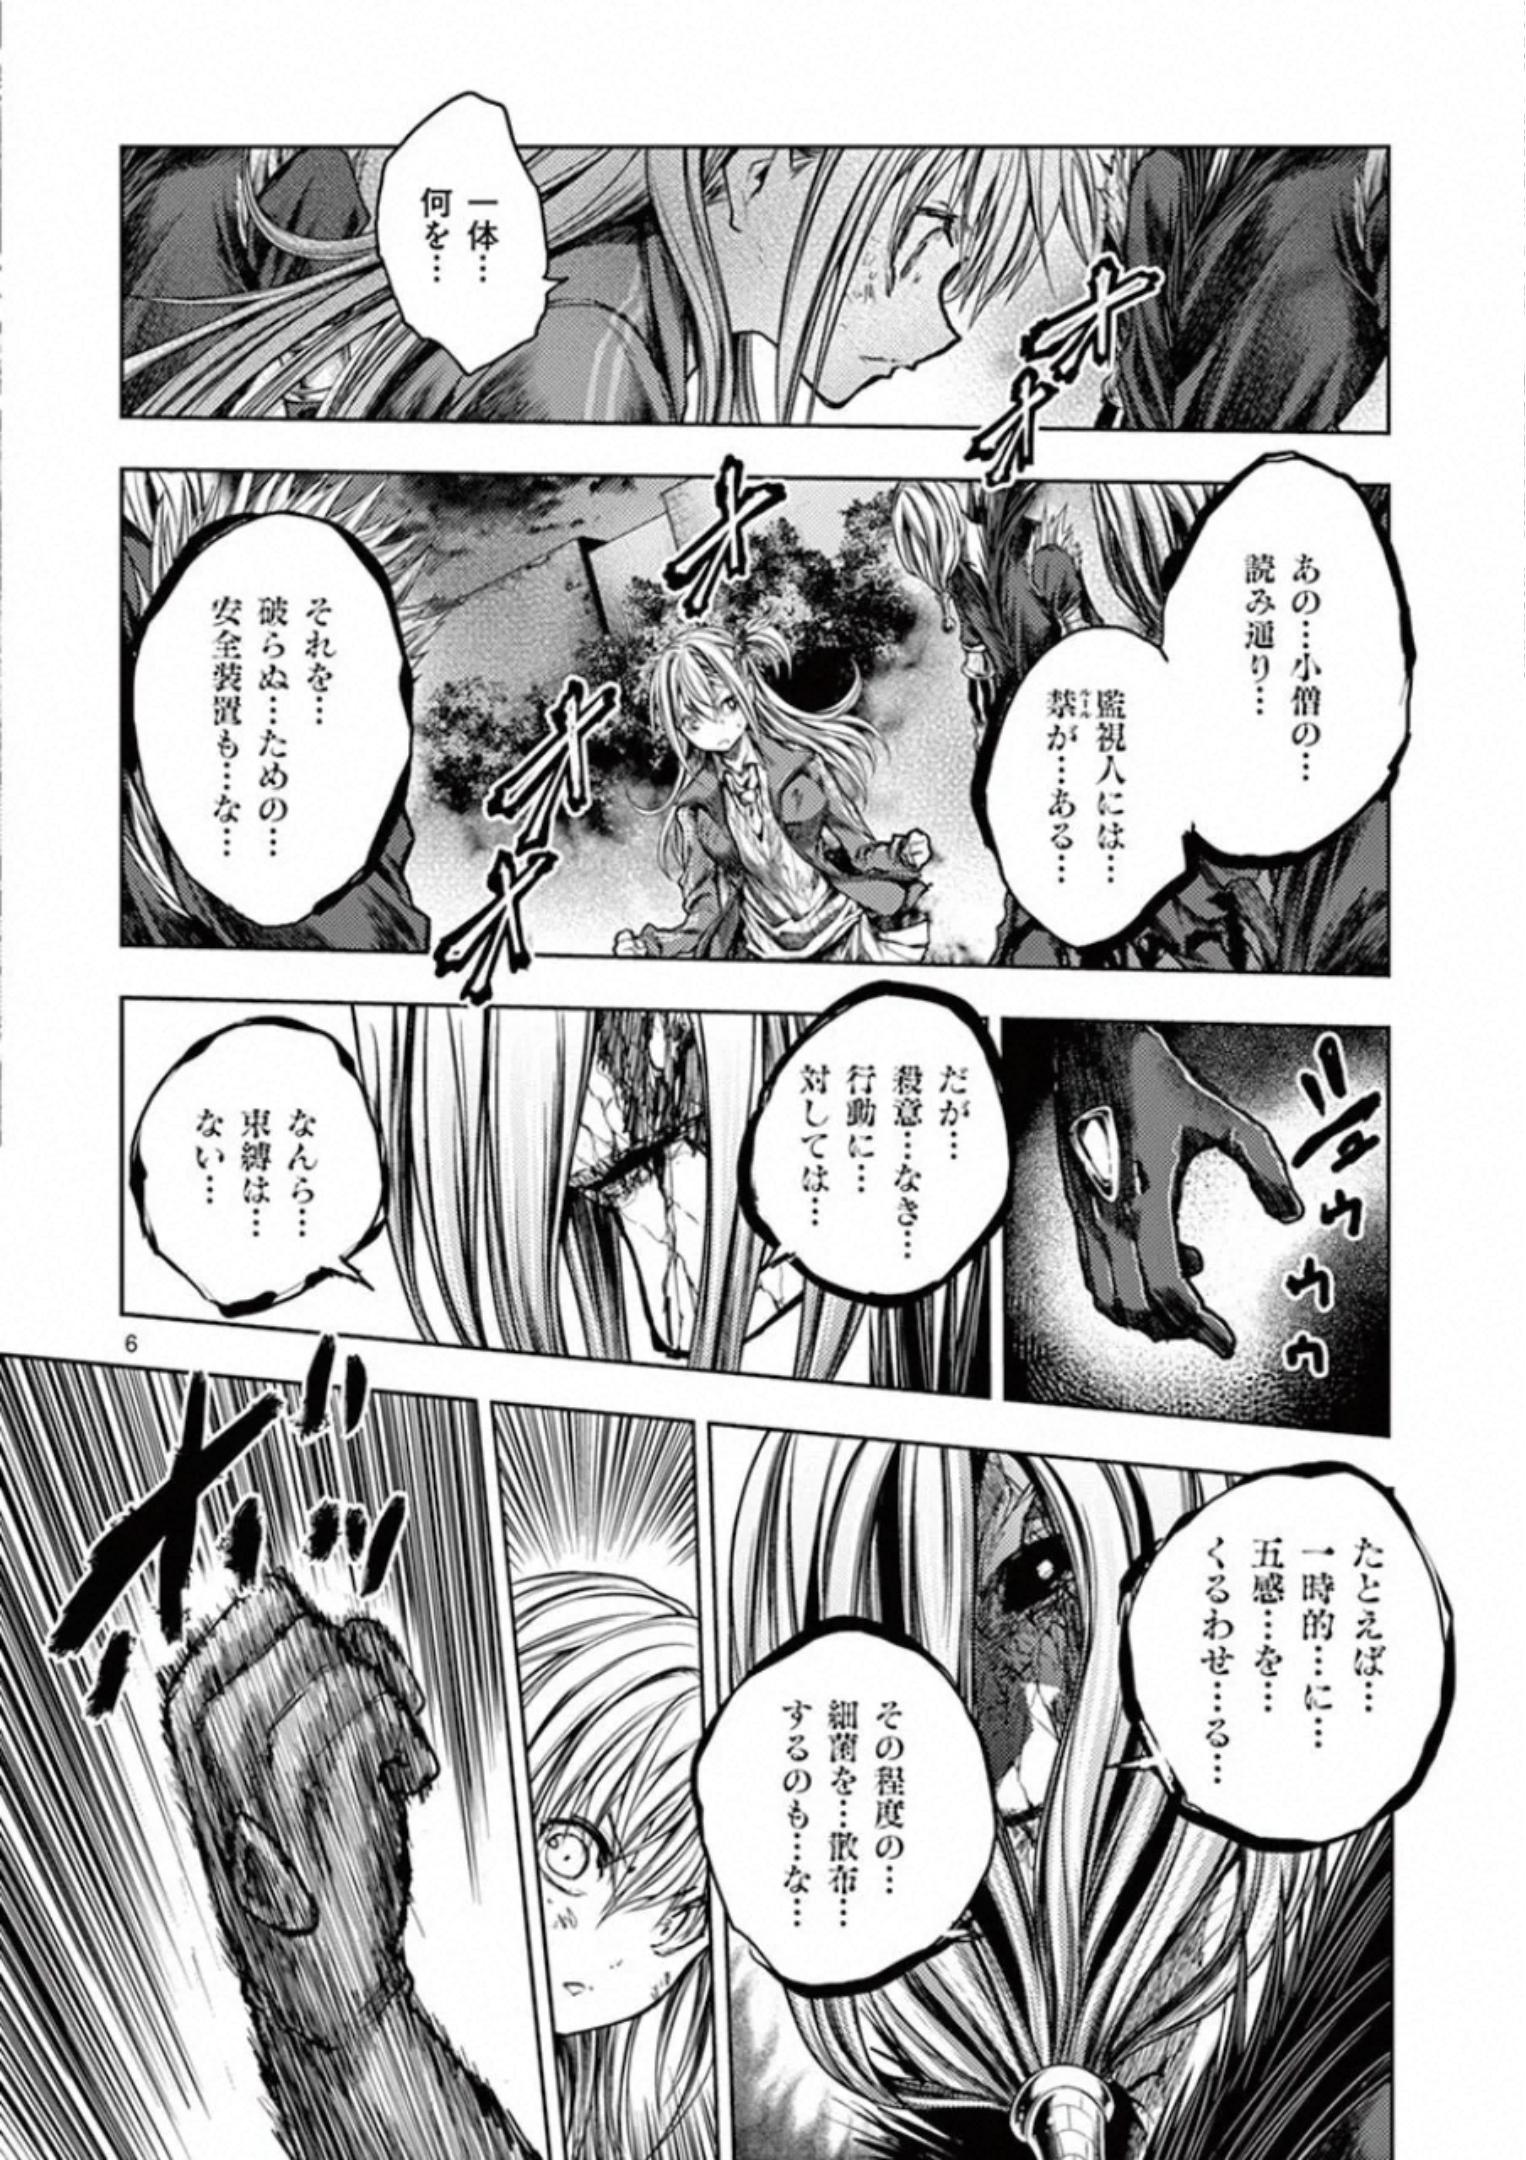 一体…
何を…
オオ
あの…小僧の…
読み通り…
監視人には…
禁が…ある…
ルール
オオオ
それを…
破らぬ…ための…
安全装置も…な…
だが…
殺意…なき…
行動に…
対しては…
なんら…
束縛は…
ない…
6
たとえば…
一時的…に…
五感…を…
くるわせ…る…
その程度の…
細菌を…散布…
するのも…な…